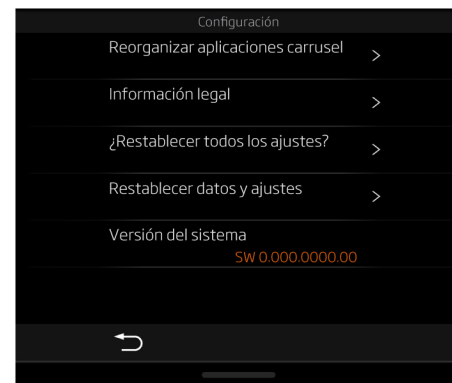 Configuración
Reorganizar aplicaciones carrusel
Información legal
¿Restablecer todos los ajustes?
Restablecer datos y ajustes
Versión del sistema
SW 0.000.0000.00